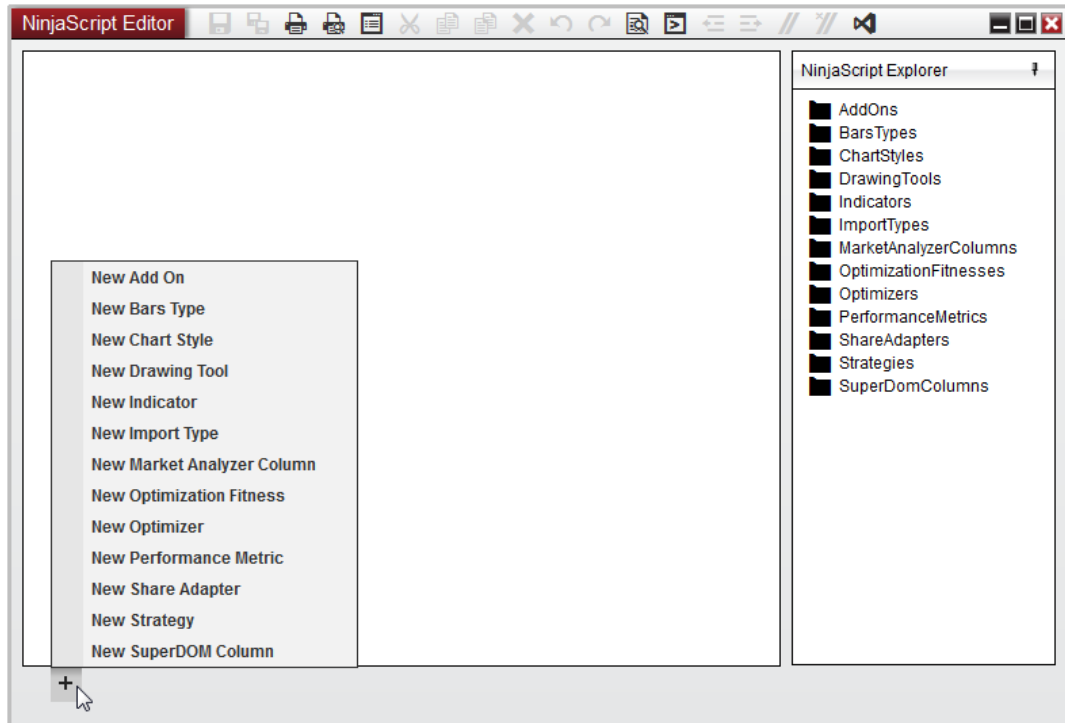 NinjaScript Editor
NinjaScript Explorer
AddOns
BarsTypes
ChartStyles
DrawingTools
Indicators
ImportTypes
MarketAnalyzerColumns
OptimizationFitnesses
Optimizers
PerformanceMetrics
ShareAdapters
Strategies
SuperDomColumns
New Add On
New Bars Type
New Chart Style
New Drawing Tool
New Indicator
New Import Type
New Market Analyzer Column
New Optimization Fitness
New Optimizer
New Performance Metric
New Share Adapter
New Strategy
New SuperDOM Column
+